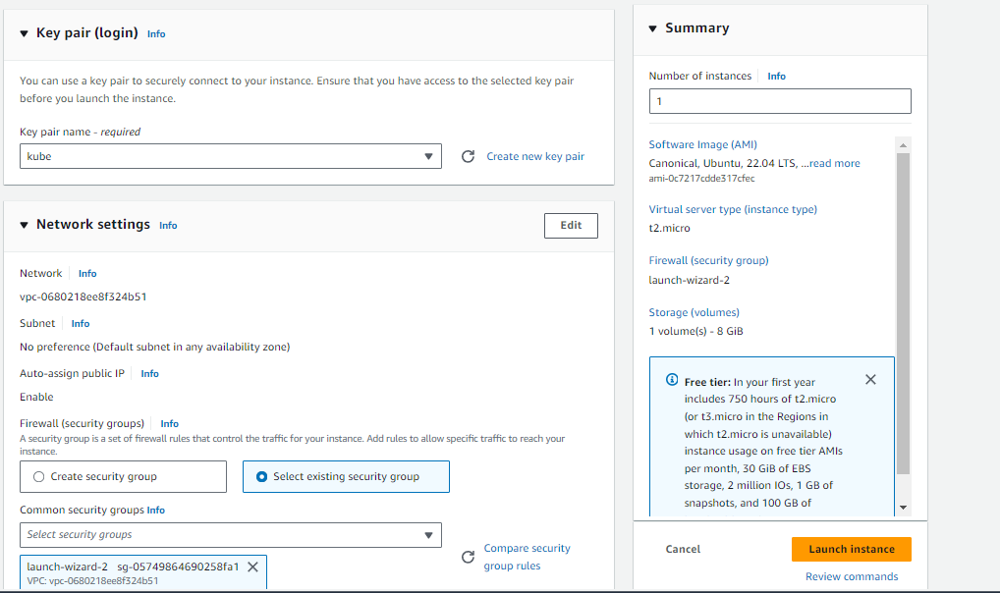 Key pair (login) Info
You can use a key pair to securely connect to your instance. Ensure that you have access to the selected key pair
before you launch the instance.
Key pair name - required
kube
Create new key pair
Network settings Info
Edit
Network Info
vpc-0680218ee8f324b51
Subnet Info
No preference (Default subnet in any availability zone)
Auto-assign public IP Info
Enable
Firewall (security groups) Info
A security group is a set of firewall rules that control the traffic for your instance. Add rules to allow specific traffic to reach your
instance.
Create security group
Select existing security group
Common security groups Info
Select security groups
Compare security
group rules
launch-wizard-2 sg-05749864690258fa1
VPC: vpc-0680218ee8f324b51
Summary
Number of instances Info
1
Software Image (AMI)
Canonical, Ubuntu, 22.04 LTS, ...read more
ami-0c7217cdde317cfec
Virtual server type (instance type)
t2.micro
Firewall (security group)
launch-wizard-2
Storage (volumes)
1 volume(s) - 8 GiB
Free tier: In your first year
includes 750 hours of t2.micro
(or t3.micro in the Regions in
which t2.micro is unavailable)
instance usage on free tier AMIs
per month, 30 GiB of EBS
storage, 2 million IOs, 1 GB of
snapshots, and 100 GB of
Cancel
Launch instance
Review commands